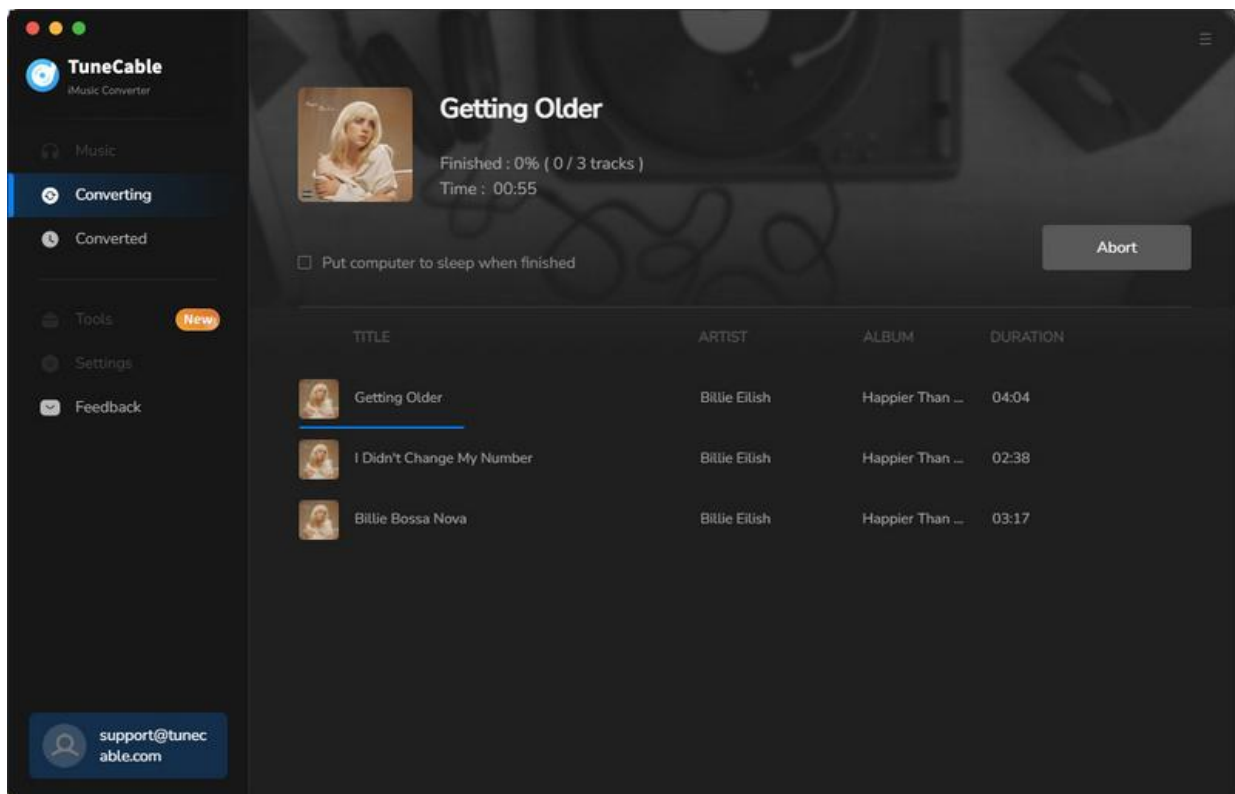 TuneCable
iMusic Converter
Music
Converting
Converted
Tools
New
Settings
Feedback
support@tunec
able.com
Getting Older
Finished : 0% ( 0 / 3 tracks )
Time : 00:55
Put computer to sleep when finished
Abort
TITLE ARTIST ALBUM DURATION
Getting Older Billie Eilish Happier Than ... 04:04
I Didn't Change My Number Billie Eilish Happier Than ... 02:38
Billie Bossa Nova Billie Eilish Happier Than ... 03:17